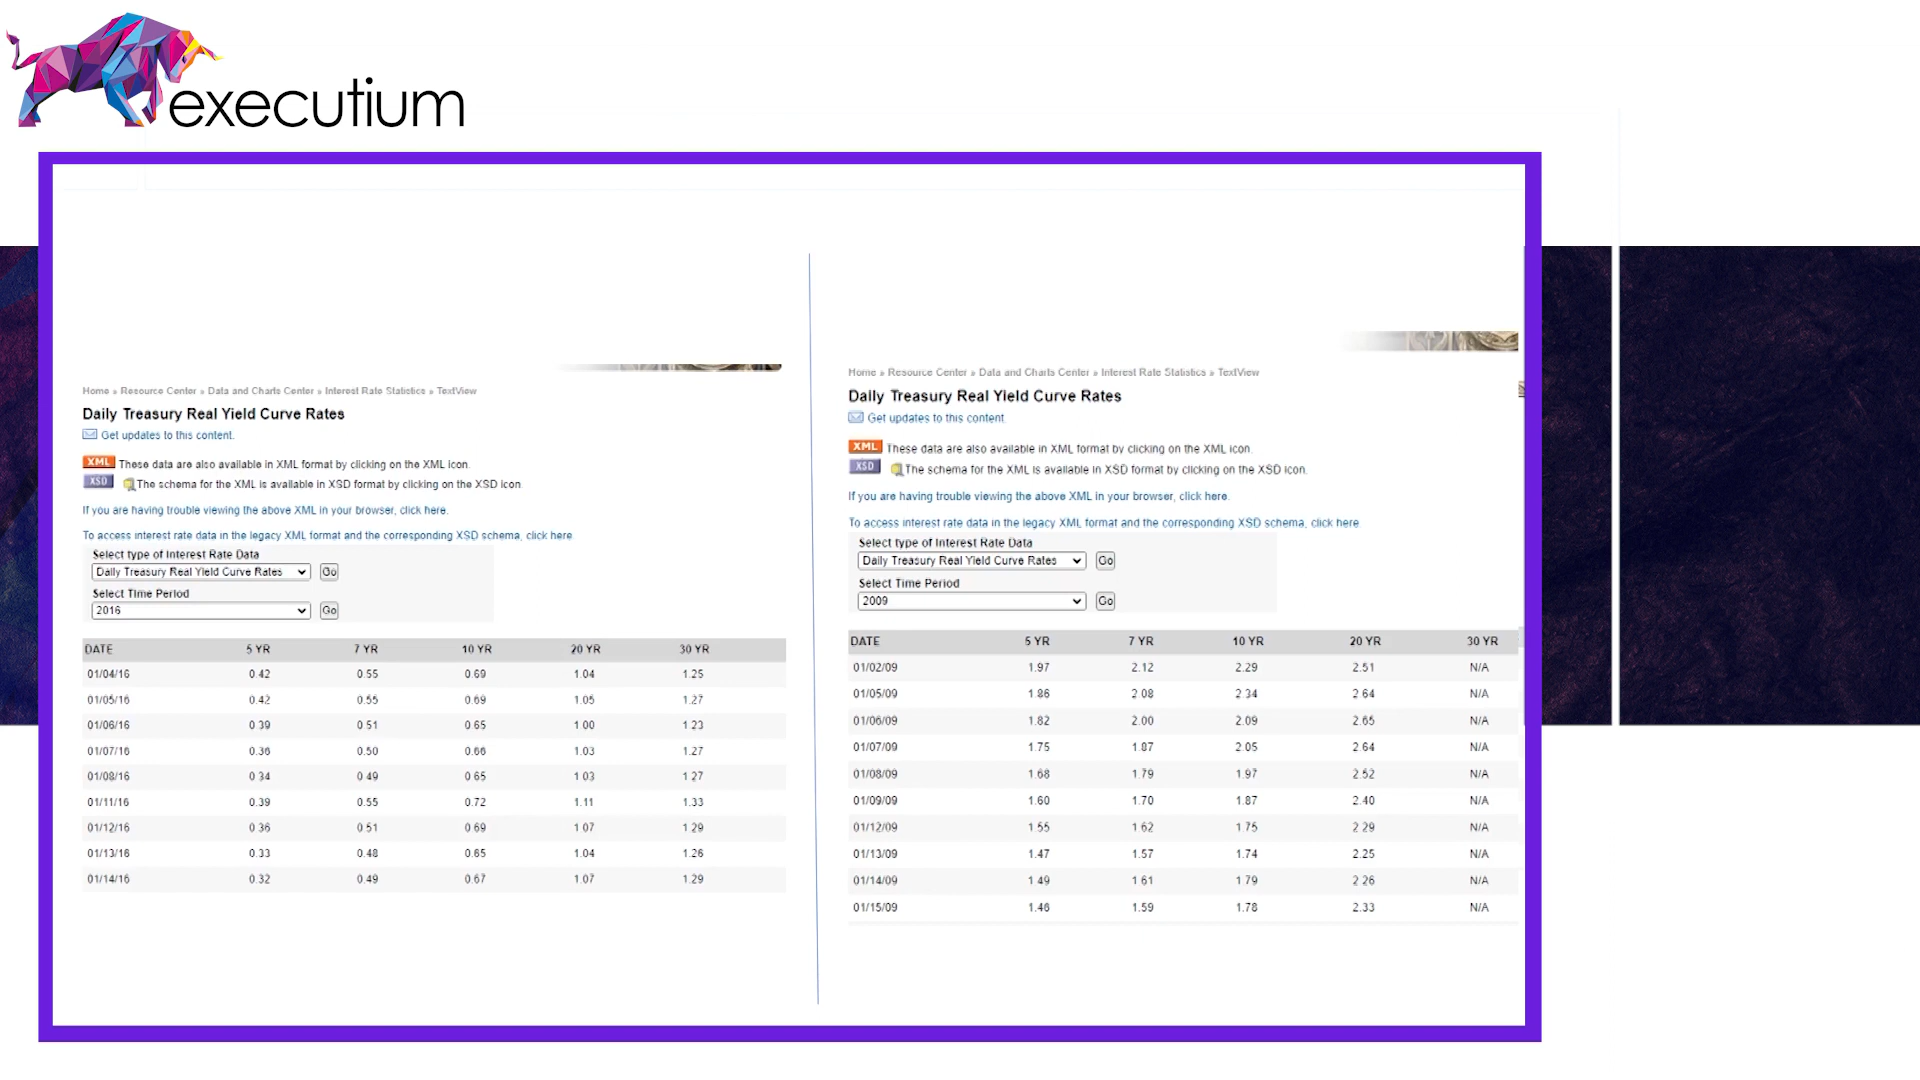 executium
Home » Resource Center » Data and Charts Center » Interest Rate Statistics » TextView
Daily Treasury Real Yield Curve Rates
Get updates to this content.
XML These data are also available in XML format by clicking on the XML icon.
XSD The schema for the XML is available in XSD format by clicking on the XSD icon.
If you are having trouble viewing the above XML in your browser, click here.
To access interest rate data in the legacy XML format and the corresponding XSD schema, click here.
Select type of Interest Rate Data
Daily Treasury Real Yield Curve Rates Go
Select Time Period
2016 Go
DATE 5 YR 7 YR 10 YR 20 YR 30 YR
01/04/16 0.42 0.55 0.69 1.04 1.25
01/05/16 0.42 0.55 0.69 1.05 1.27
01/06/16 0.39 0.51 0.65 1.00 1.23
01/07/16 0.36 0.50 0.66 1.03 1.27
01/08/16 0.34 0.49 0.65 1.03 1.27
01/11/16 0.39 0.55 0.72 1.11 1.33
01/12/16 0.36 0.51 0.69 1.07 1.29
01/13/16 0.33 0.48 0.65 1.04 1.26
01/14/16 0.32 0.49 0.67 1.07 1.29
Home » Resource Center » Data and Charts Center » Interest Rate Statistics » TextView
Daily Treasury Real Yield Curve Rates
Get updates to this content.
XML These data are also available in XML format by clicking on the XML icon.
XSD The schema for the XML is available in XSD format by clicking on the XSD icon.
If you are having trouble viewing the above XML in your browser, click here.
To access interest rate data in the legacy XML format and the corresponding XSD schema, click here.
Select type of Interest Rate Data
Daily Treasury Real Yield Curve Rates Go
Select Time Period
2009 Go
DATE 5 YR 7 YR 10 YR 20 YR 30 YR
01/02/09 1.97 2.12 2.29 2.51 N/A
01/05/09 1.86 2.08 2.34 2.64 N/A
01/06/09 1.82 2.00 2.09 2.65 N/A
01/07/09 1.75 1.87 2.05 2.64 N/A
01/08/09 1.68 1.79 1.97 2.52 N/A
01/09/09 1.60 1.70 1.87 2.40 N/A
01/12/09 1.55 1.62 1.75 2.29 N/A
01/13/09 1.47 1.57 1.74 2.25 N/A
01/14/09 1.49 1.61 1.79 2.26 N/A
01/15/09 1.46 1.59 1.78 2.33 N/A